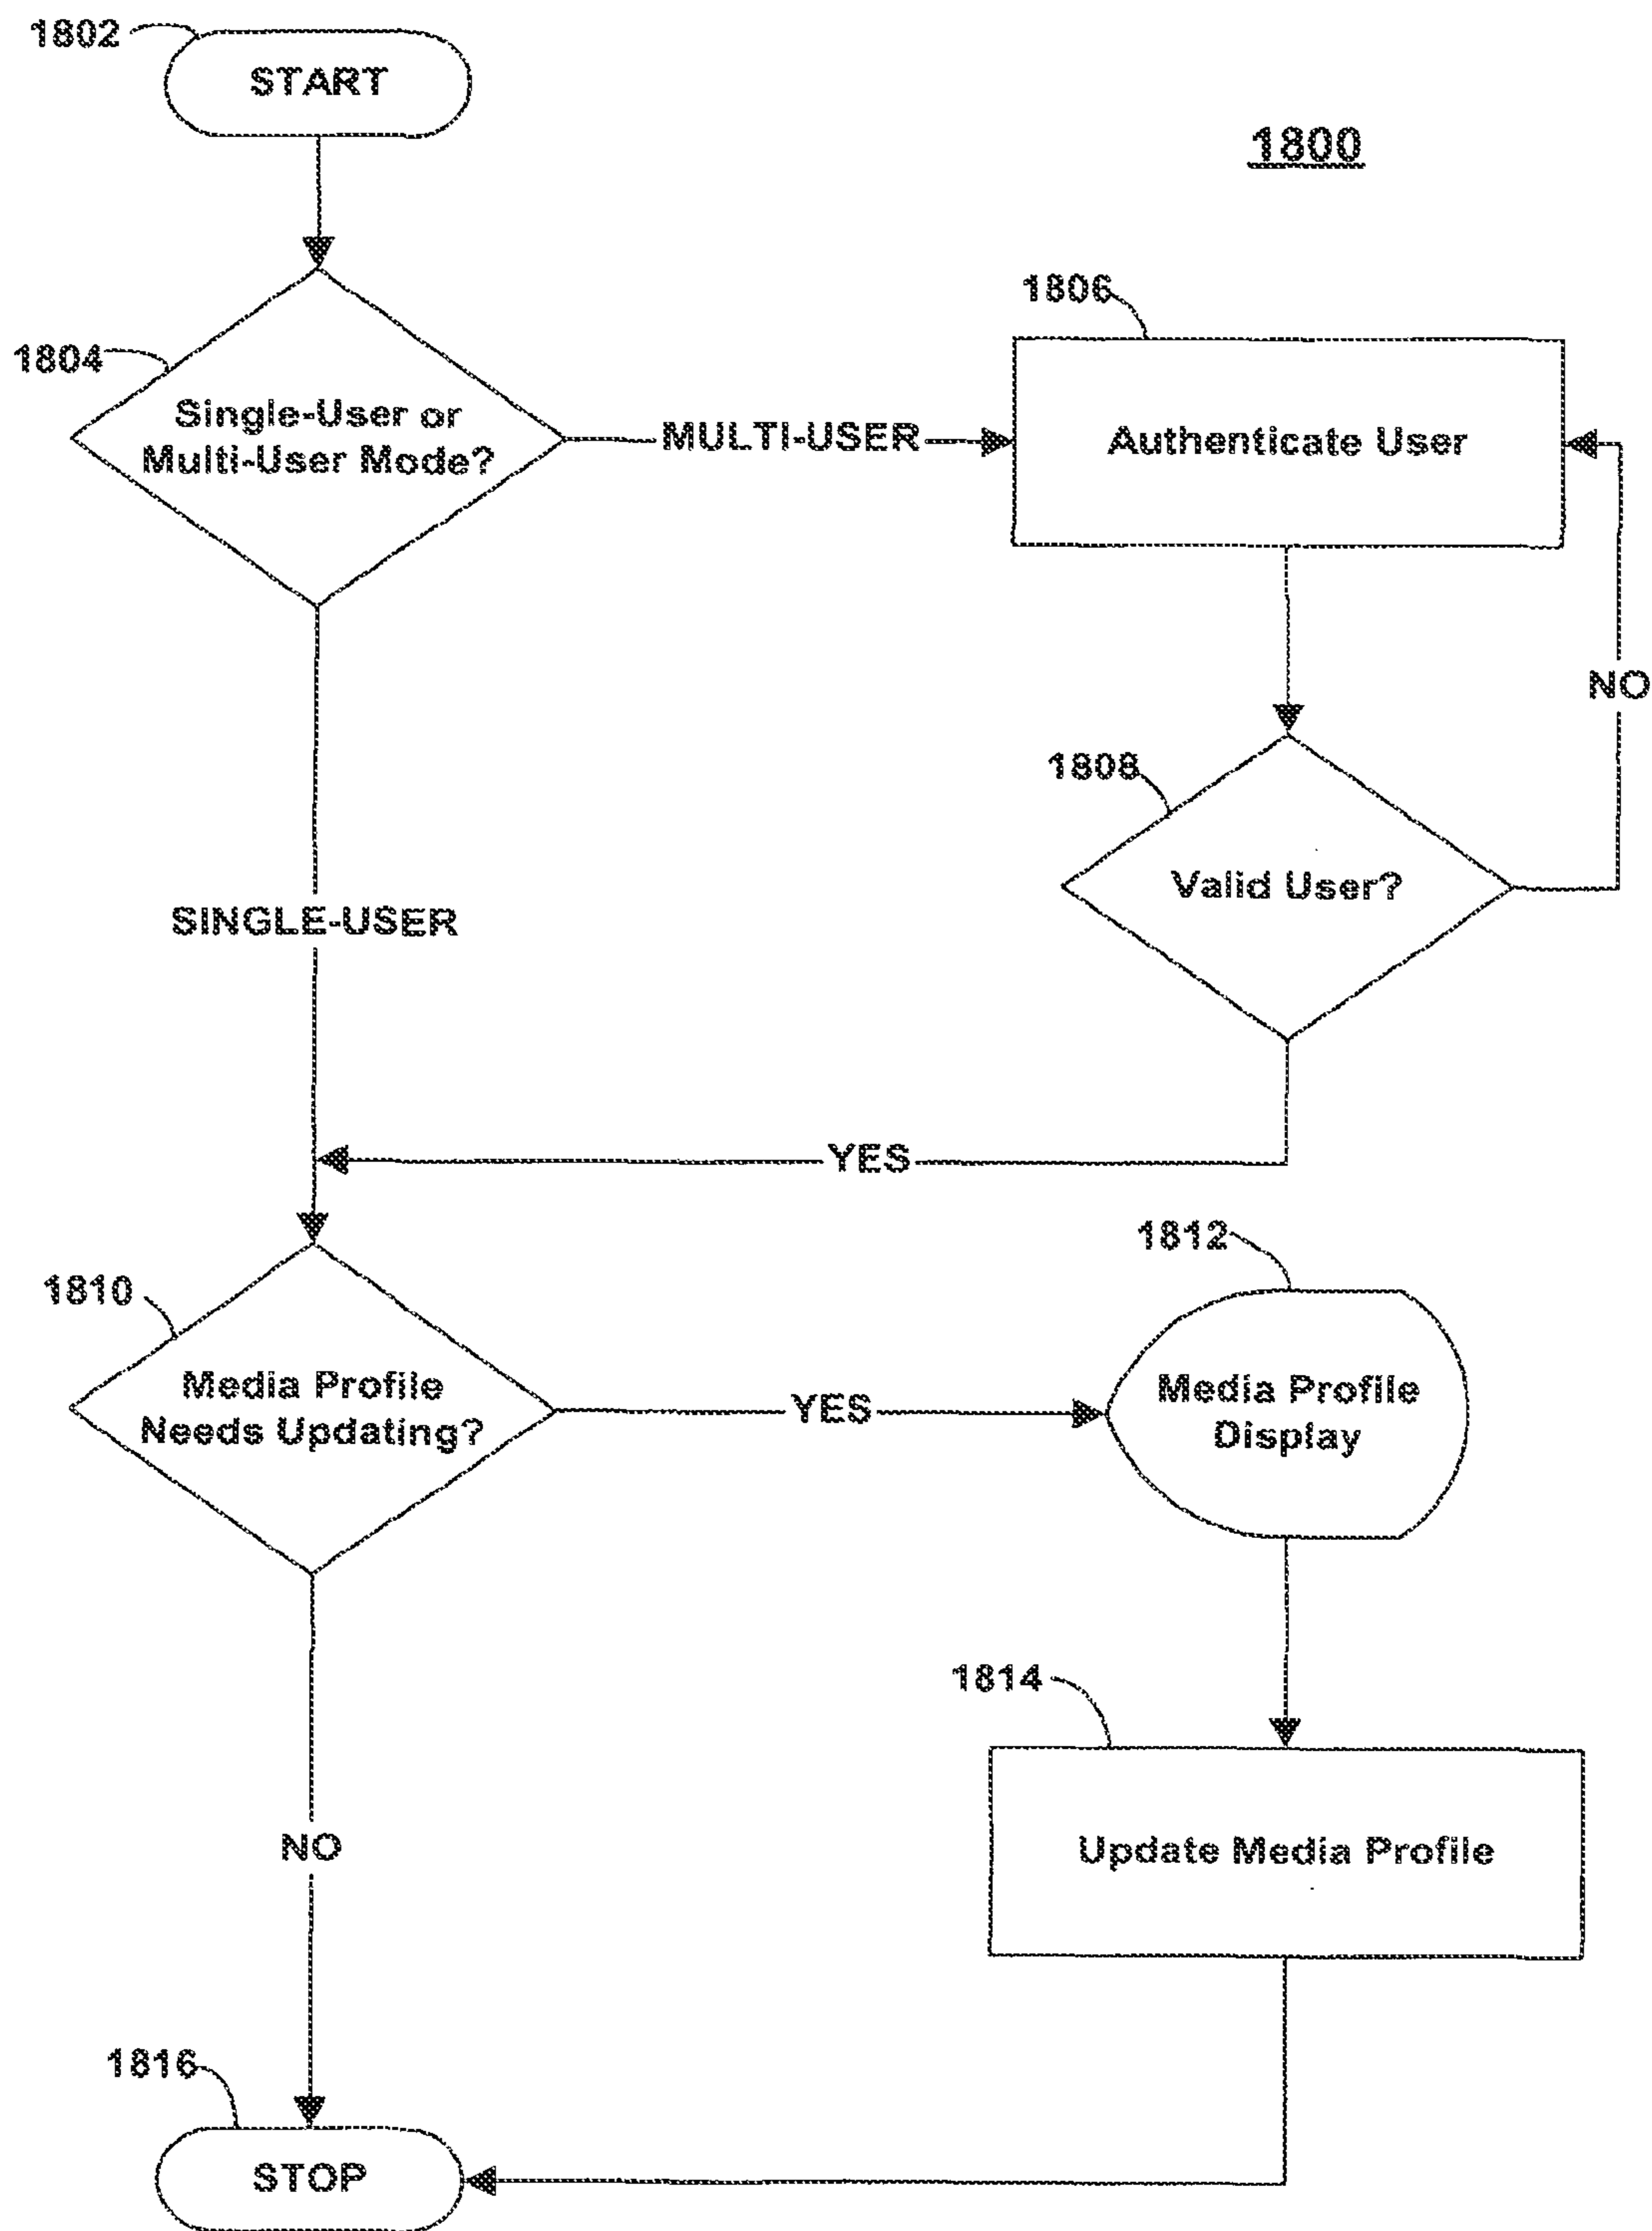 1802
START
1800
1804
Single-User or
Multi-User Mode?
MULTI-USER
1806
Authenticate User
NO
1808
Valid User?
SINGLE-USER
YES
1810
Media Profile
Needs Updating?
YES
1812
Media Profile
Display
1814
Update Media Profile
NO
1816
STOP